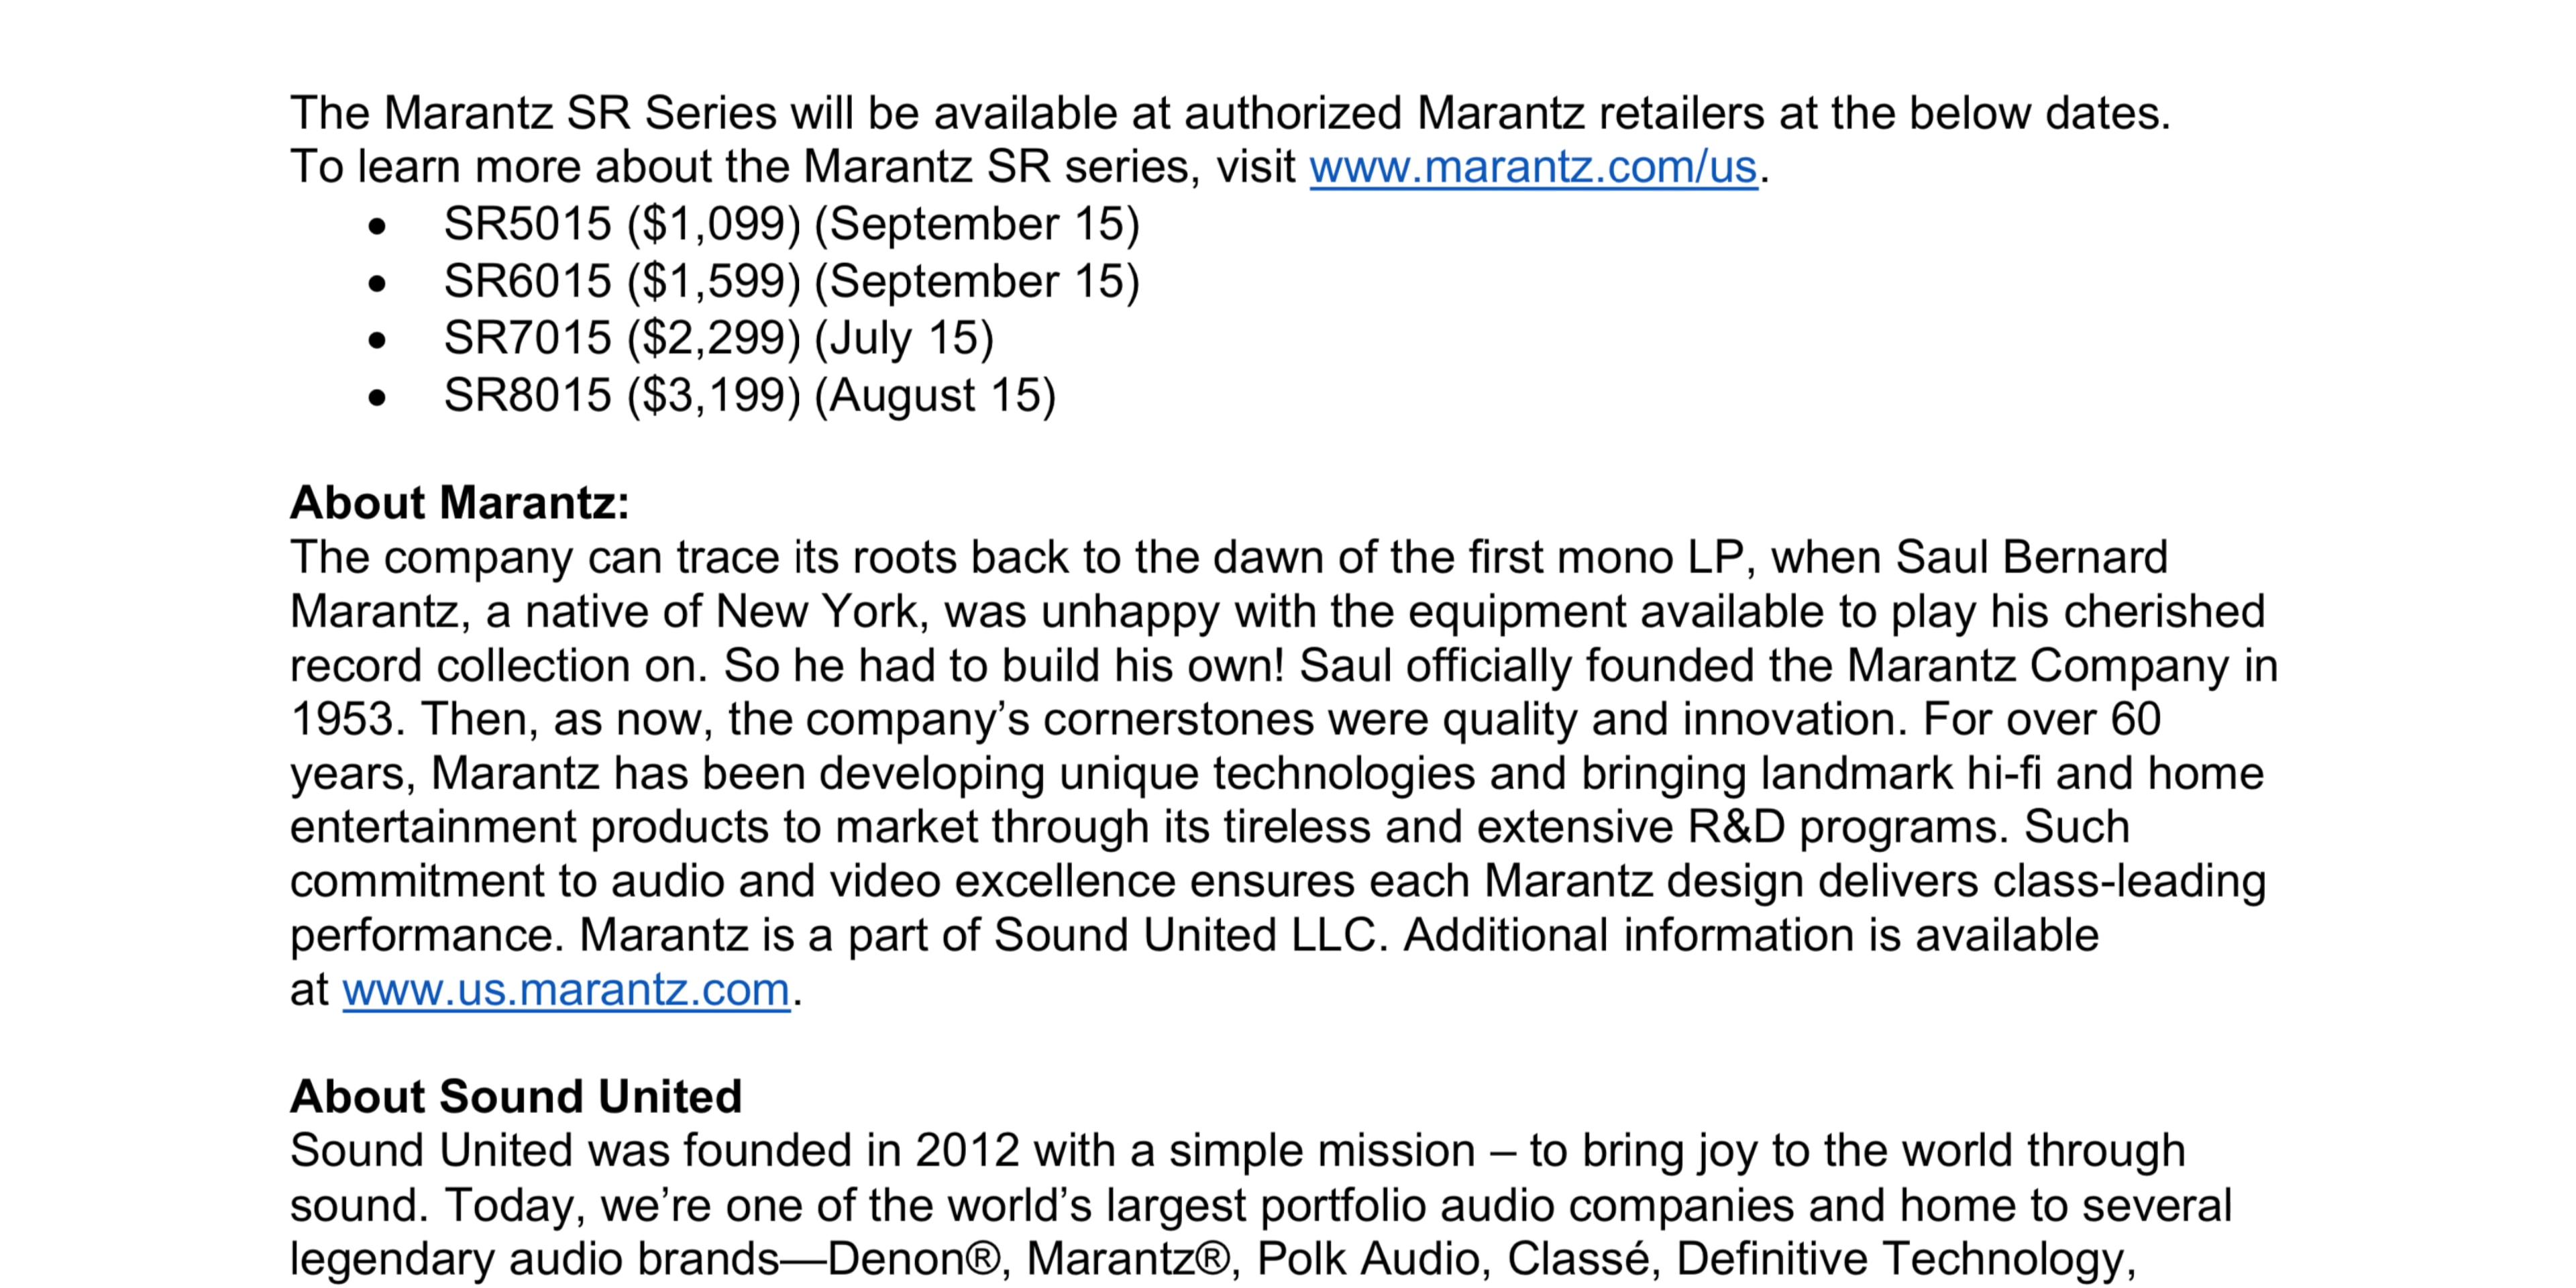 The Marantz SR Series will be available at authorized Marantz retailers at the below dates.
To learn more about the Marantz SR series, visit www.marantz.com/us.
• SR5015 ($1,099) (September 15)
• SR6015 ($1,599) (September 15)
• SR7015 ($2,299) (July 15)
• SR8015 ($3,199) (August 15)
About Marantz:
The company can trace its roots back to the dawn of the first mono LP, when Saul Bernard
Marantz, a native of New York, was unhappy with the equipment available to play his cherished
record collection on. So he had to build his own! Saul officially founded the Marantz Company in
1953. Then, as now, the company’s cornerstones were quality and innovation. For over 60
years, Marantz has been developing unique technologies and bringing landmark hi-fi and home
entertainment products to market through its tireless and extensive R&D programs. Such
commitment to audio and video excellence ensures each Marantz design delivers class-leading
performance. Marantz is a part of Sound United LLC. Additional information is available
at www.us.marantz.com.
About Sound United
Sound United was founded in 2012 with a simple mission – to bring joy to the world through
sound. Today, we’re one of the world’s largest portfolio audio companies and home to several
legendary audio brands—Denon®, Marantz®, Polk Audio, Classé, Definitive Technology,